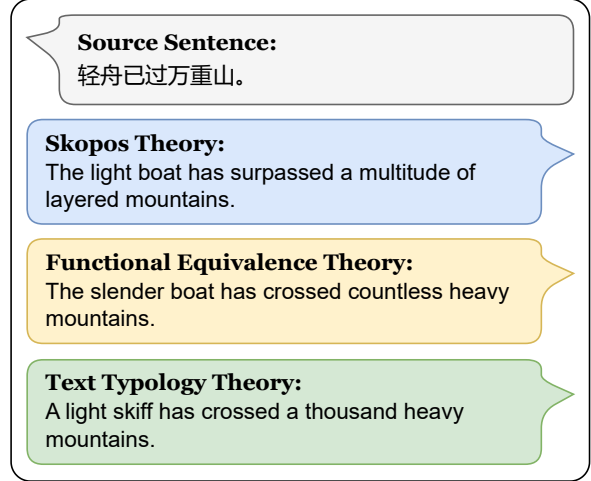 Source Sentence:
轻舟已过万重山。
Skopos Theory:
The light boat has surpassed a multitude of
layered mountains.
Functional Equivalence Theory:
The slender boat has crossed countless heavy
mountains.
Text Typology Theory:
A light skiff has crossed a thousand heavy
mountains.